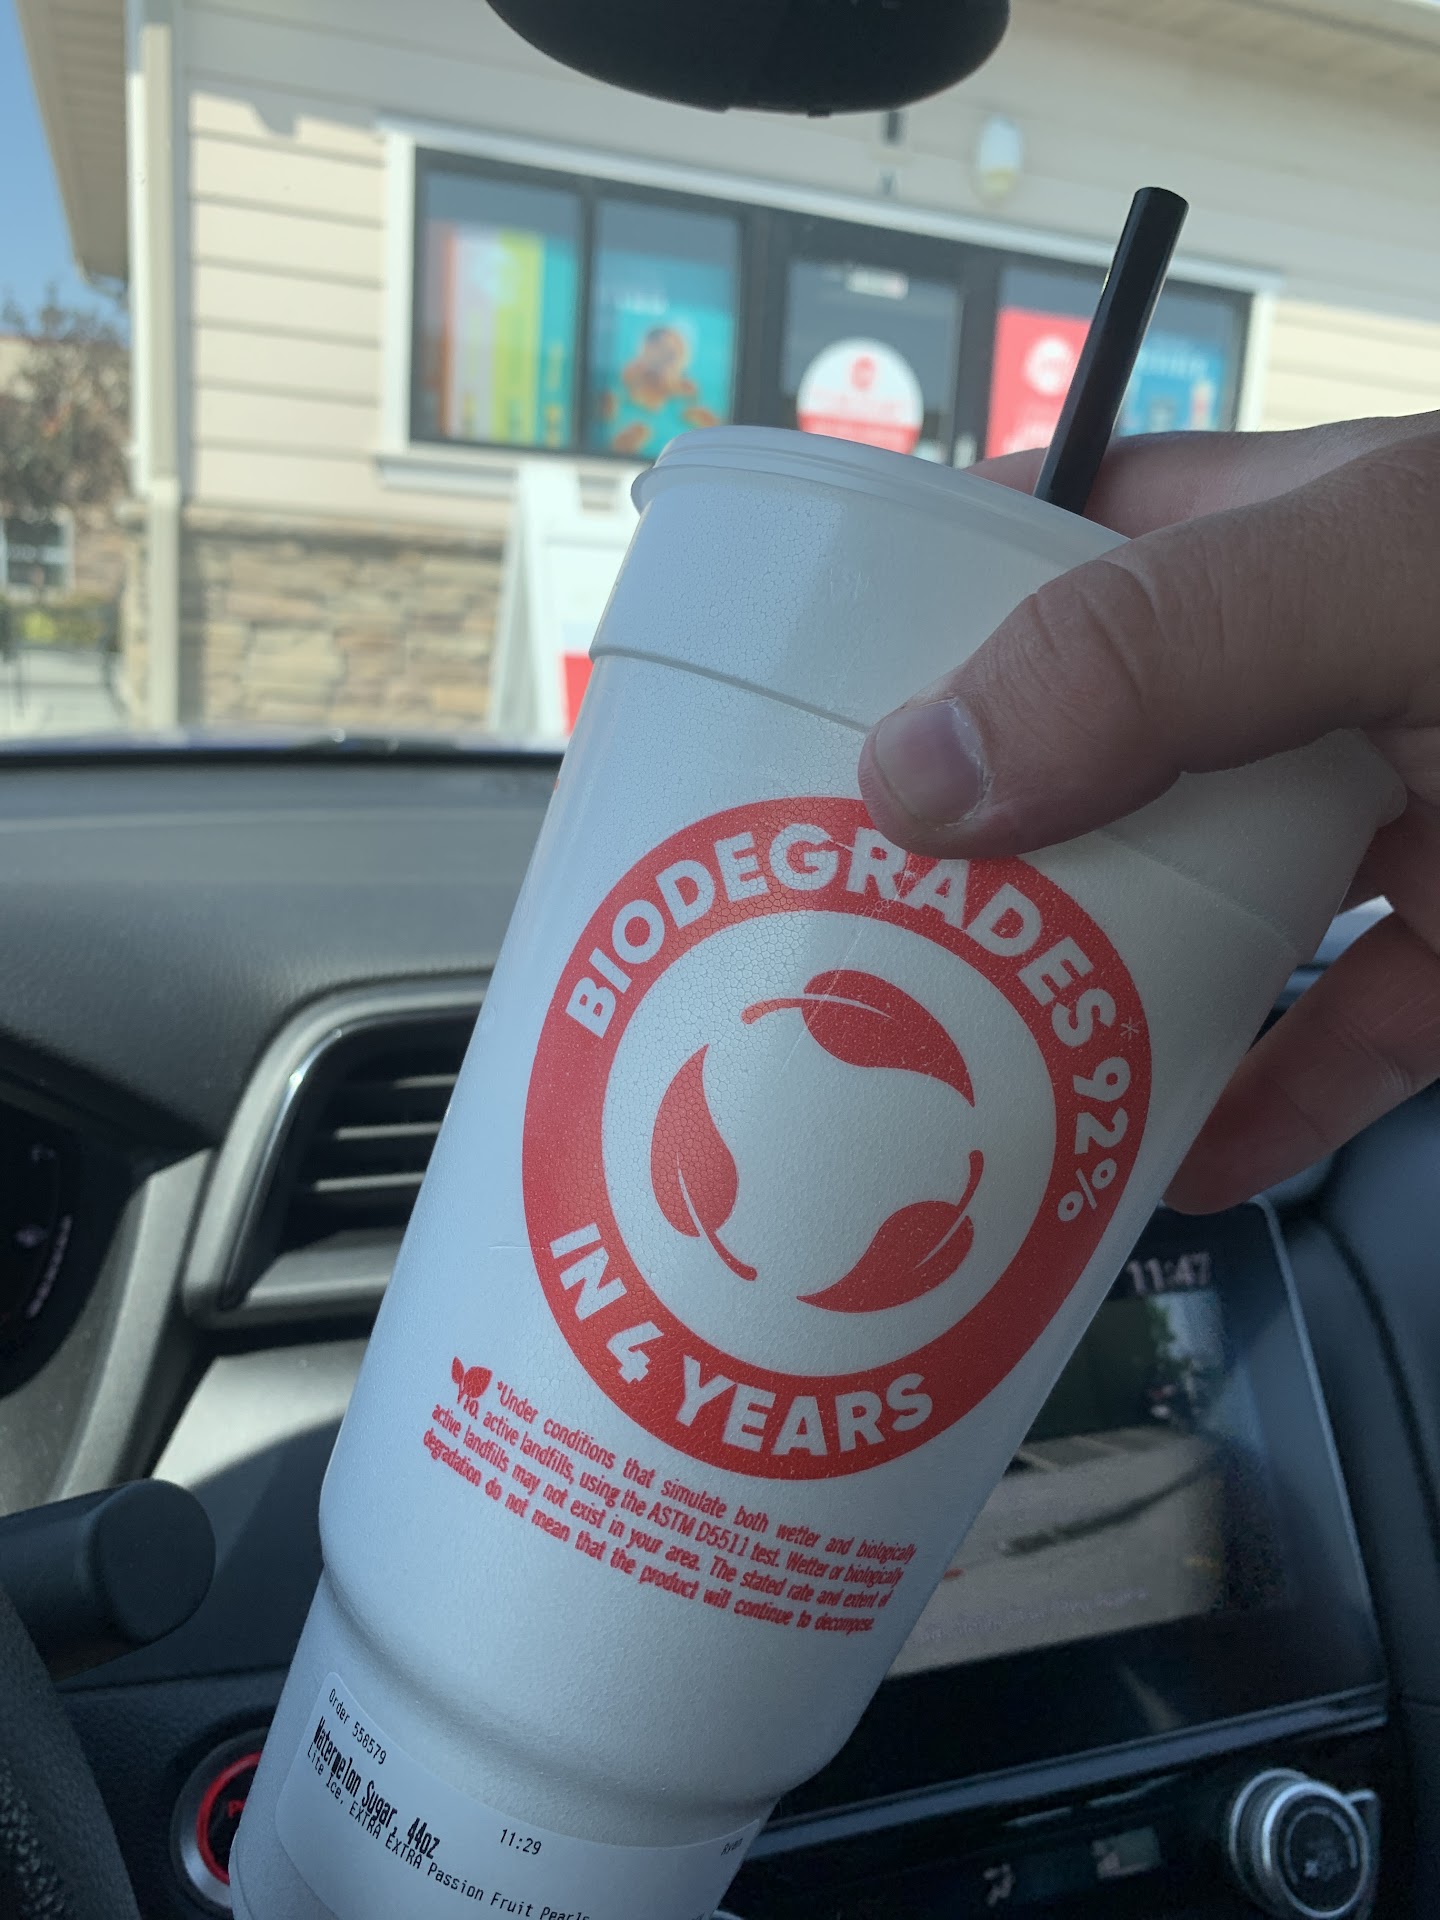 BIODEGRADES* 92%
IN 4 YEARS
*Under conditions that simulate both wetter and biologically
active landfills, using the ASTM D5511 test. Wetter or biologically
active landfills may not exist in your area. The stated rate and extent of
degradation do not mean that the product will continue to decompose.
Order 558579
11:29
Watermelon Sugar, 44oz
Lite Ice, EXTRA EXTRA Passion Fruit Pearls
11:47